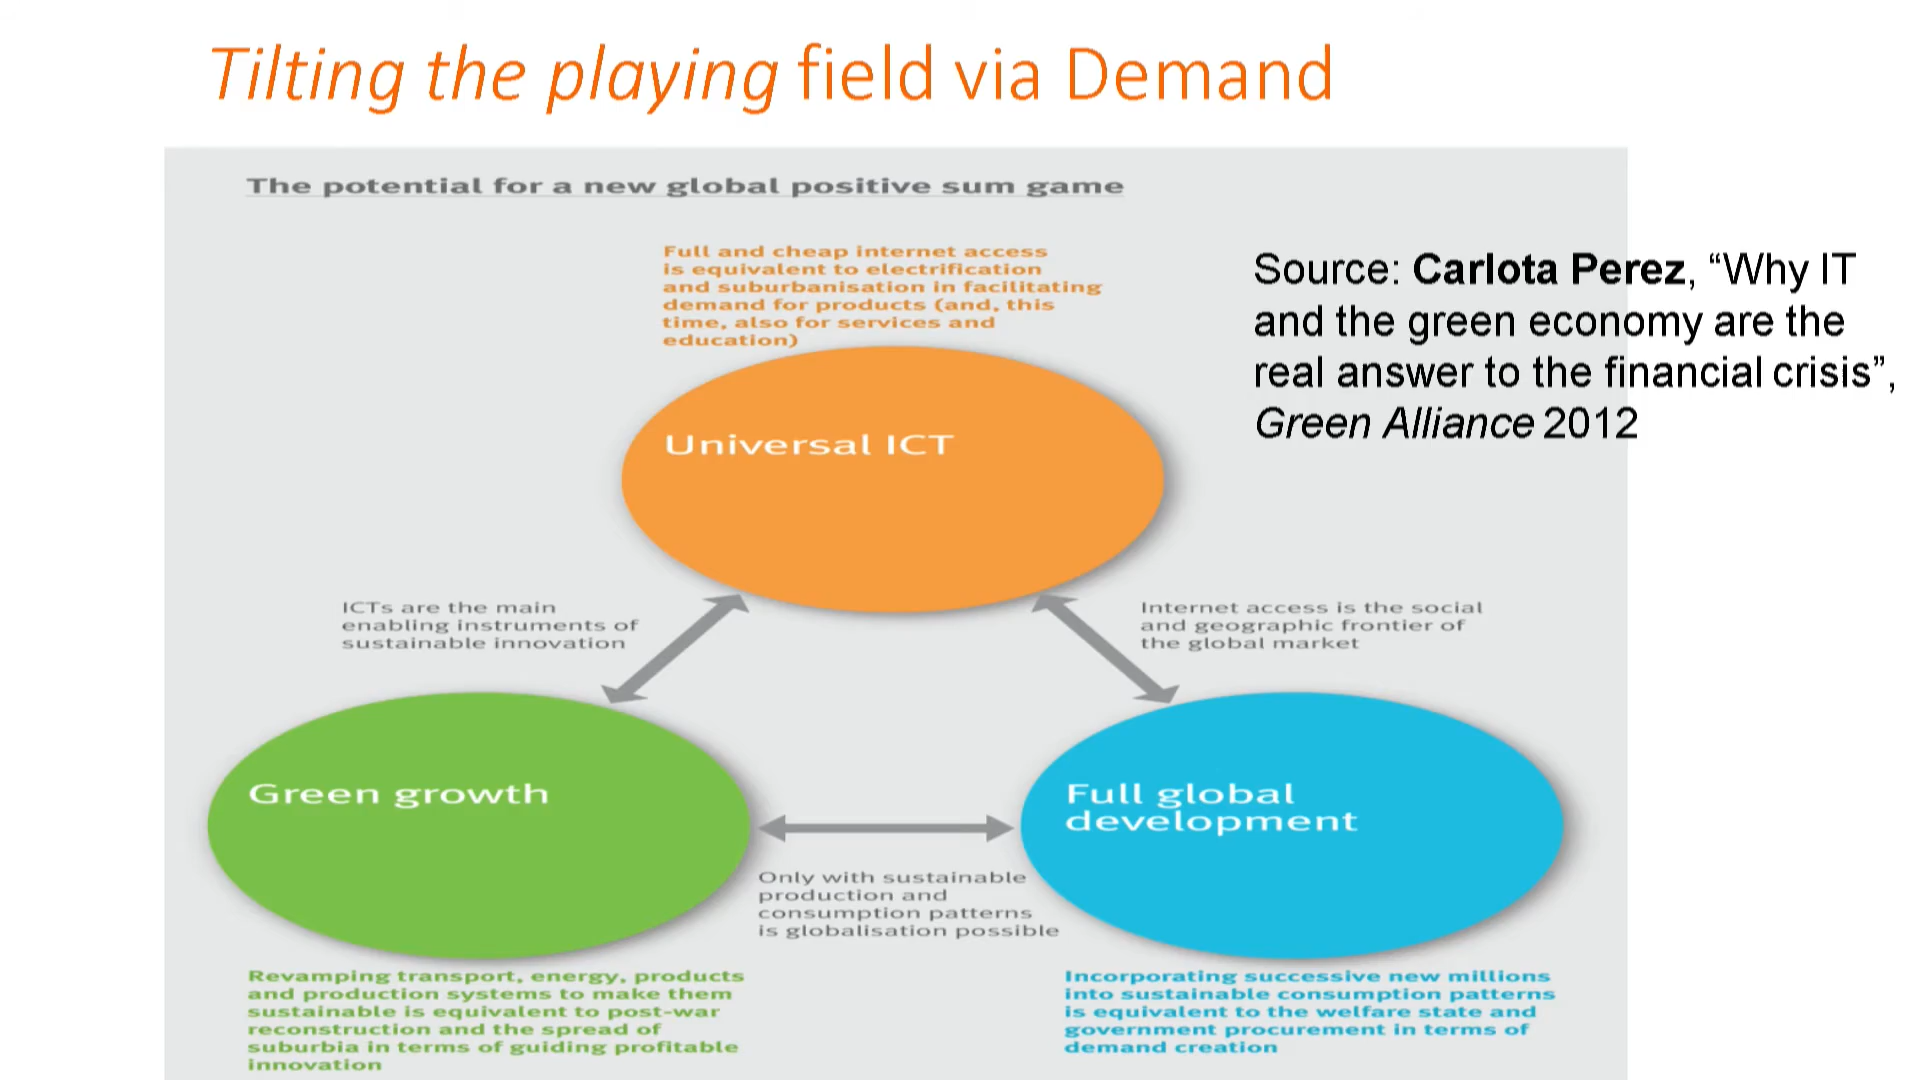 Tilting the playing field via Demand
The potential for a new global positive sum game
Full and cheap internet access
is equivalent to electrification
and suburbanisation in facilitating
demand for products (and, this
time, also for services and
education)
Source: Carlota Perez, “Why IT
and the green economy are the
real answer to the financial crisis”,
Green Alliance 2012
Universal ICT
ICTs are the main
enabling instruments of
sustainable innovation
Internet access is the social
and geographic frontier of
the global market
Green growth
Full global
development
Only with sustainable
production and
consumption patterns
is globalisation possible
Revamping transport, energy, products
and production systems to make them
sustainable is equivalent to post-war
reconstruction and the spread of
suburbia in terms of guiding profitable
innovation
Incorporating successive new millions
into sustainable consumption patterns
is equivalent to the welfare state and
government procurement in terms of
demand creation